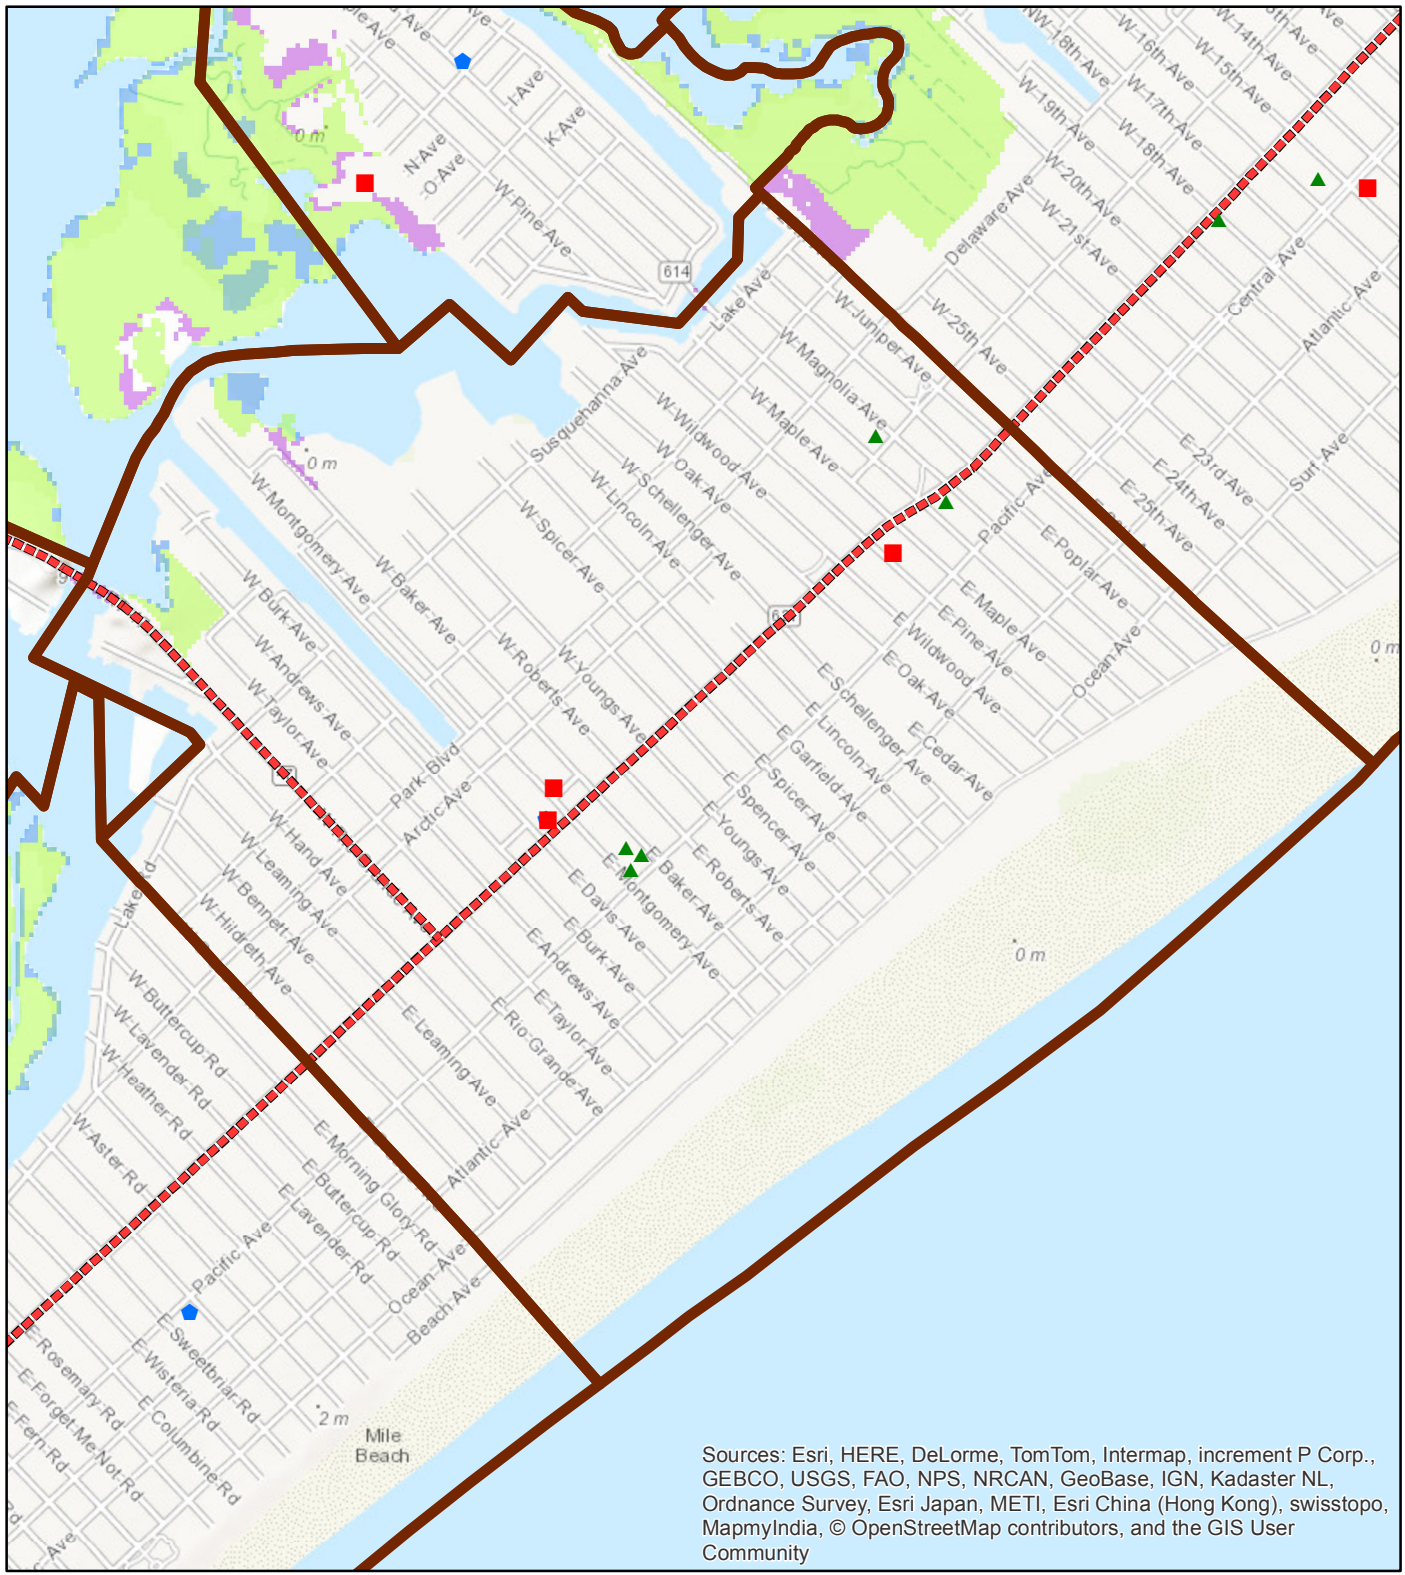 I-Ave
K-Ave
N-Ave
O-Ave
W-Pine-Ave
0 m
614
NW-18th-Ave
W-16th-Ave
W-14th-Ave
W-15th-Ave
W-17th-Ave
W-19th-Ave
W-18th-Ave
W-20th-Ave
W-21st-Ave
Delaware Ave
Central Ave
Atlantic-Ave
W-25th-Ave
Lake Ave
W-Juniper-Ave
W-Magnolia-Ave
W-Maple-Ave
Susquehanna Ave
W-Wildwood-Ave
W Oak-Ave
W-Schellenger-Ave
W-Lincoln-Ave
W-Spicer-Ave
0 m
W-Montgomery-Ave
W-Baker-Ave
W-Burk-Ave
W-Andrews-Ave
W-Taylor-Ave
W-Roberts-Ave
W-Youngs-Ave
E-23rd-Ave
E-24th-Ave
E-25th-Ave
Surf-Ave
Pacific-Ave
E-Poplar-Ave
E-Maple-Ave
E-Pine-Ave
E Wildwood Ave
E-Oak-Ave
Ocean-Ave
0 m
E-Schellenger-Ave
E Lincoln-Ave
E-Cedar-Ave
E Garfield-Ave
E Spicer-Ave
E-Spencer-Ave
E-Youngs-Ave
E-Roberts-Ave
E Baker-Ave
E-Montgomery-Ave
E-Davis-Ave
E-Burk-Ave
E-Andrews-Ave
E-Taylor-Ave
E-Rio-Grande-Ave
E-Leaming-Ave
Park-Blvd
Arctic-Ave
W-Hand-Ave
W-Leaming-Ave
W-Bennett-Ave
W-Hildreth-Ave
Lake Rd
W-Buttercup-Rd
W-Lavender-Rd
W-Heather-Rd
W-Aster-Rd
0 m
Atlantic-Ave
E-Morning Glory-Rd
E-Buttercup-Rd
E-Lavender-Rd
Pacific Ave
Ocean-Ave
Beach-Ave
E-Sweetbriar-Rd
E-Wisteria-Rd
E Columbine-Rd
E-Rosemary-Rd
E-Forget-Me-Not-Rd
E-Fern-Rd
2 m
Mile
Beach
Sources: Esri, HERE, DeLorme, TomTom, Intermap, increment P Corp.,
GEBCO, USGS, FAO, NPS, NRCAN, GeoBase, IGN, Kadaster NL,
Ordnance Survey, Esri Japan, METI, Esri China (Hong Kong), swisstopo,
MapmyIndia, © OpenStreetMap contributors, and the GIS User
Community